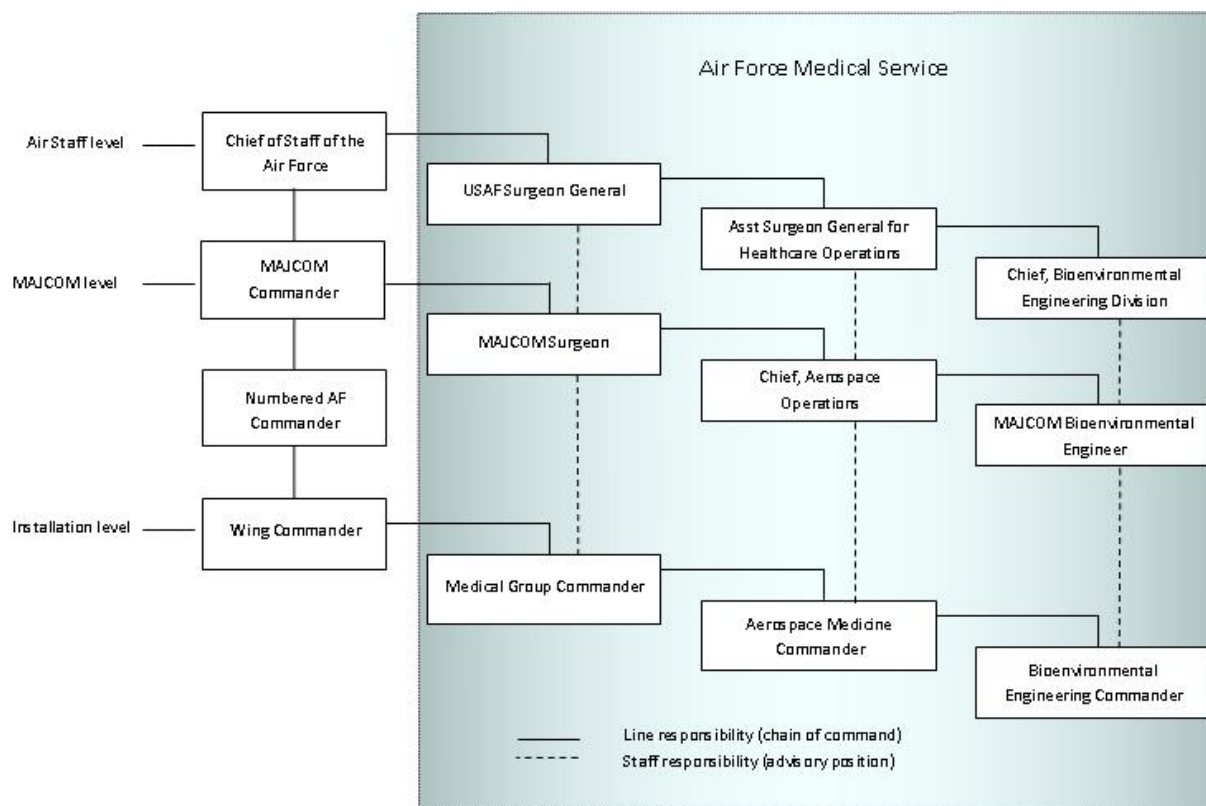 Air Force Medical Service
Air Staff level
Chief of Staff of the
Air Force
USAF Surgeon General
Asst Surgeon General for
Healthcare Operations
Chief, Bioenvironmental
Engineering Division
MAJCOM level
MAJCOM
Commander
MAJCOM Surgeon
Chief, Aerospace
Operations
MAJCOM Bioenvironmental
Engineer
Numbered AF
Commander
Installation level
Wing Commander
Medical Group Commander
Aerospace Medicine
Commander
Bioenvironmental
Engineering Commander
Line responsibility (chain of command)
Staff responsibility (advisory position)